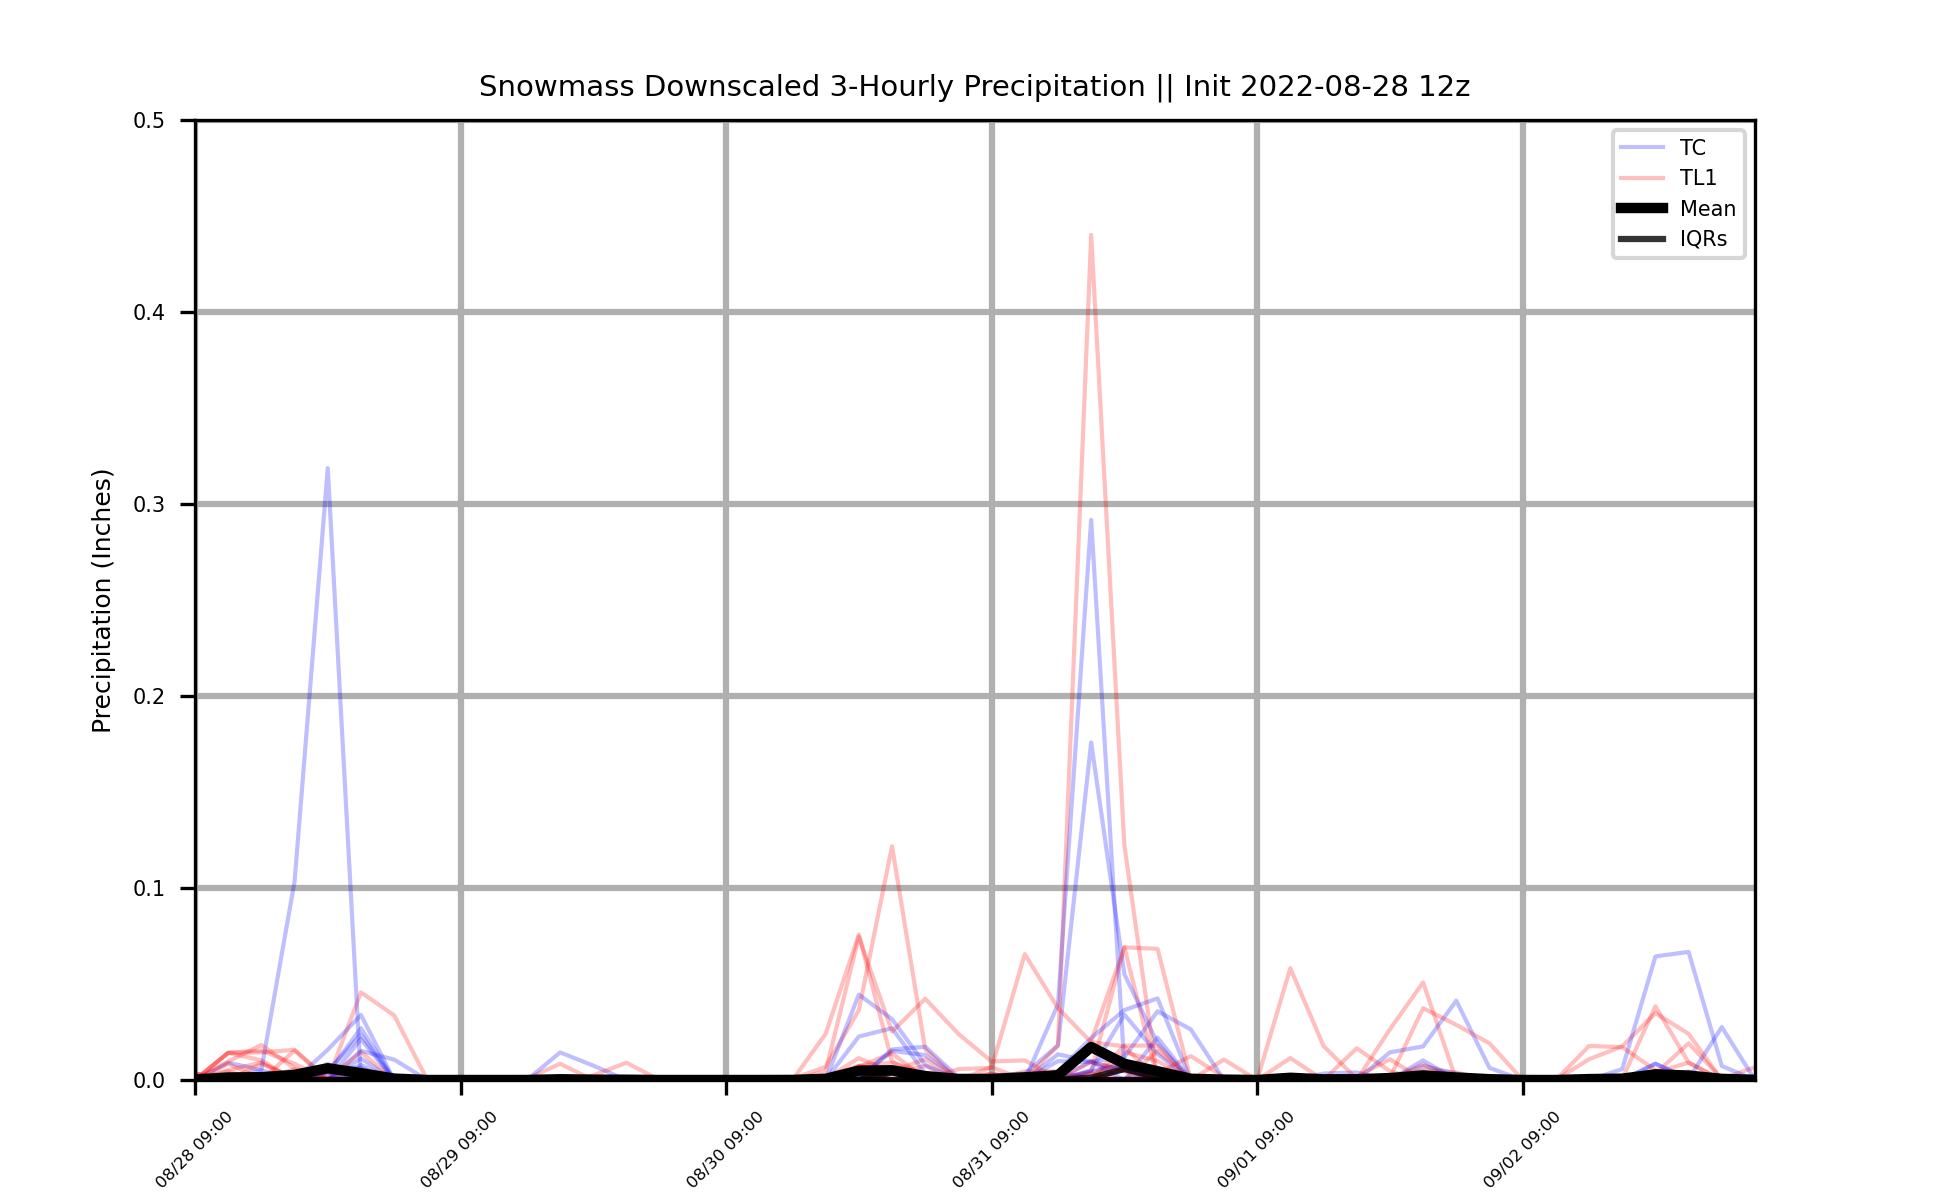 Snowmass Downscaled 3-Hourly Precipitation || Init 2022-08-28 12z
Precipitation (Inches)
0.5
0.4
0.3
0.2
0.1
0.0
TC
TL1
Mean
IQRs
08/28 09:00
08/29 09:00
08/30 09:00
08/31 09:00
09/01 09:00
09/02 09:00